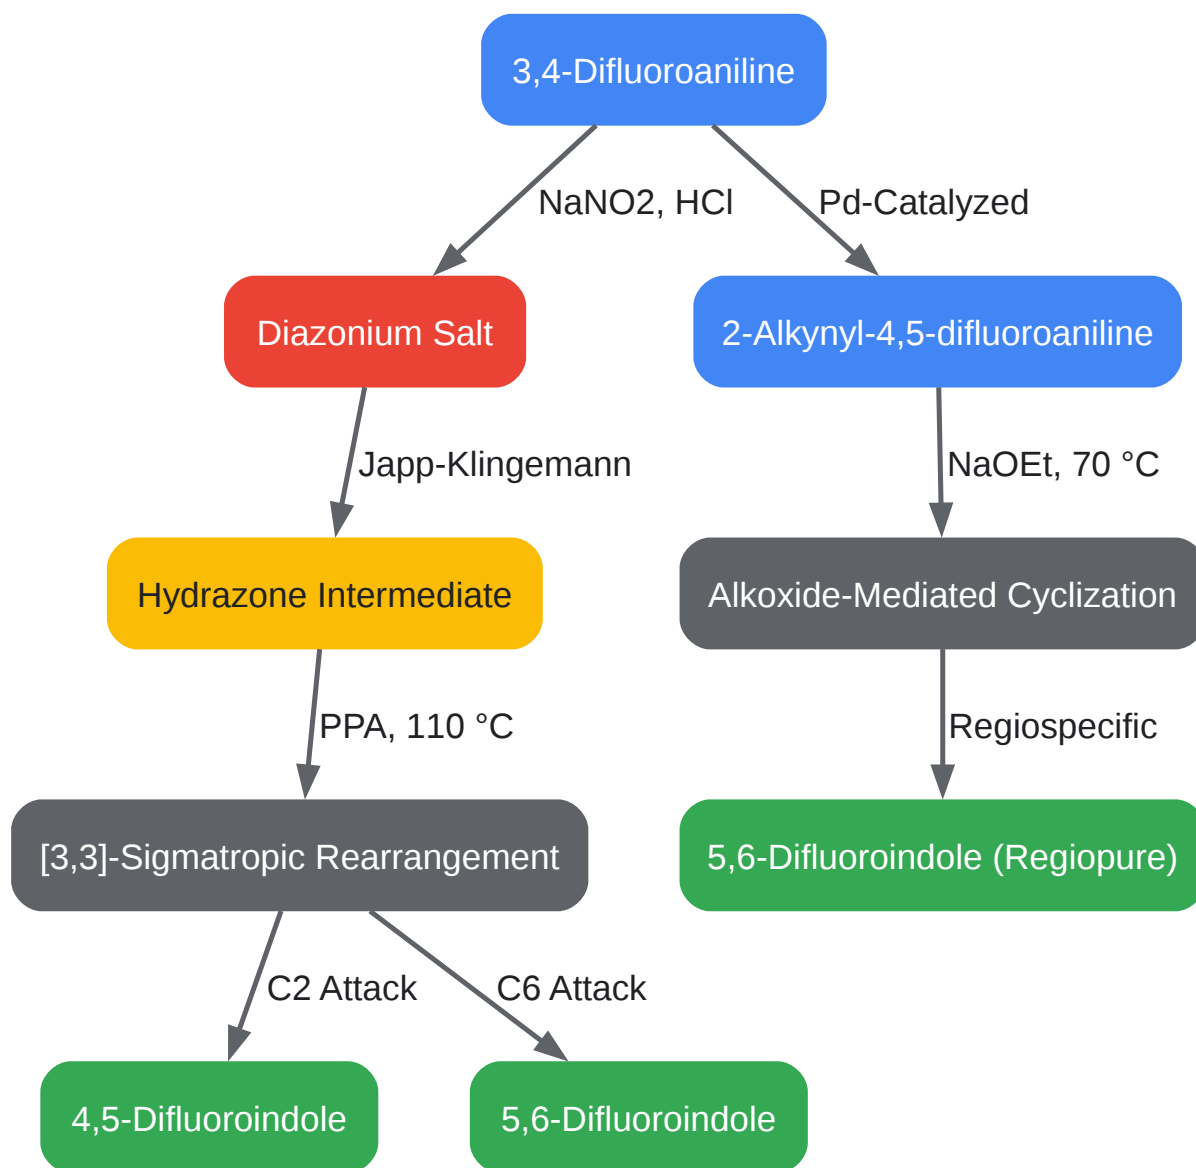 3,4-Difluoroaniline
NaNO2, HCl
Pd-Catalyzed
Diazonium Salt
2-Alkynyl-4,5-difluoroaniline
Japp-Klingemann
NaOEt, 70 °C
Hydrazone Intermediate
Alkoxide-Mediated Cyclization
PPA, 110 °C
Regiospecific
[3,3]-Sigmatropic Rearrangement
5,6-Difluoroindole (Regiopure)
C2 Attack
C6 Attack
4,5-Difluoroindole
5,6-Difluoroindole